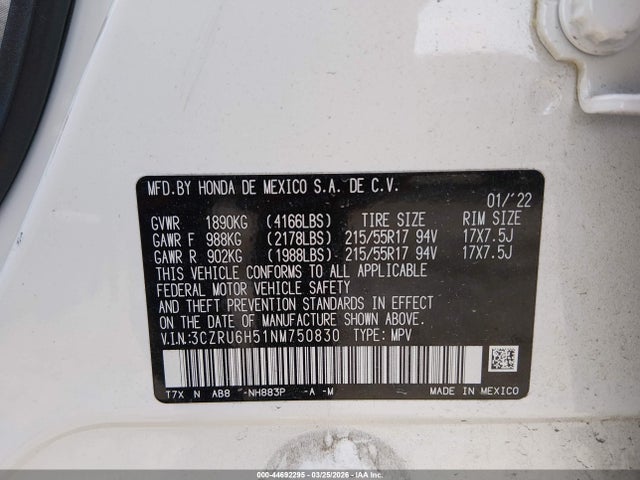 MFD.BY HONDA DE MEXICO S.A. DE C.V.
01/'22
GVWR 1890KG (4166LBS) TIRE SIZE RIM SIZE
GAWR F 988KG (2178LBS) 215/55R17 94V 17X7.5J
GAWR R 902KG (1988LBS) 215/55R17 94V 17X7.5J
THIS VEHICLE CONFORMS TO ALL APPLICABLE
FEDERAL MOTOR VEHICLE SAFETY
AND THEFT PREVENTION STANDARDS IN EFFECT
ON THE DATE OF MANUFACTURE SHOWN ABOVE.
V.IN:3CZRU6H51NM750830 TYPE: MPV
T7X N AB8 -NH883P -A -M
MADE IN MEXICO
000-44692295 - 03/25/2026 - COPYRIGHT IAA, LLC.